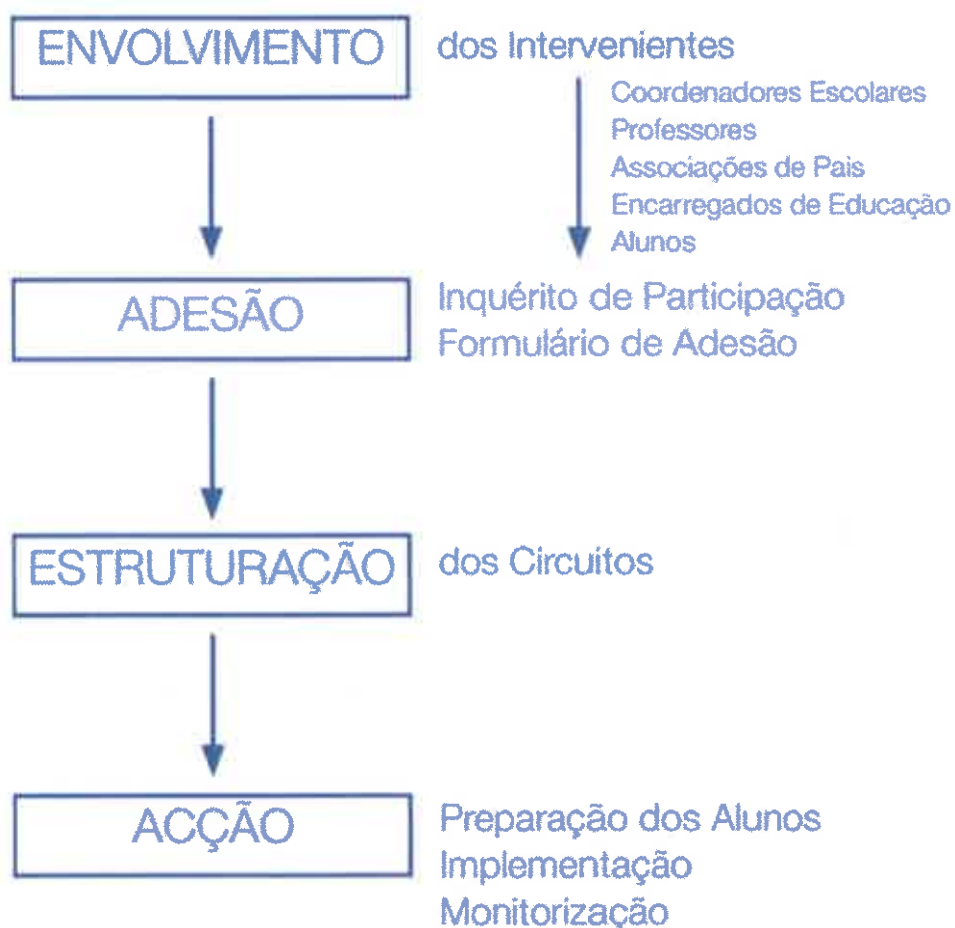 ENVOLVIMENTO dos Intervenientes
Coordenadores Escolares
Professores
Associações de Pais
Encarregados de Educação
Alunos
ADESÃO
Inquérito de Participação
Formulário de Adesão
ESTRUTURAÇÃO dos Circuitos
ACÇÃO
Preparação dos Alunos
Implementação
Monitorização